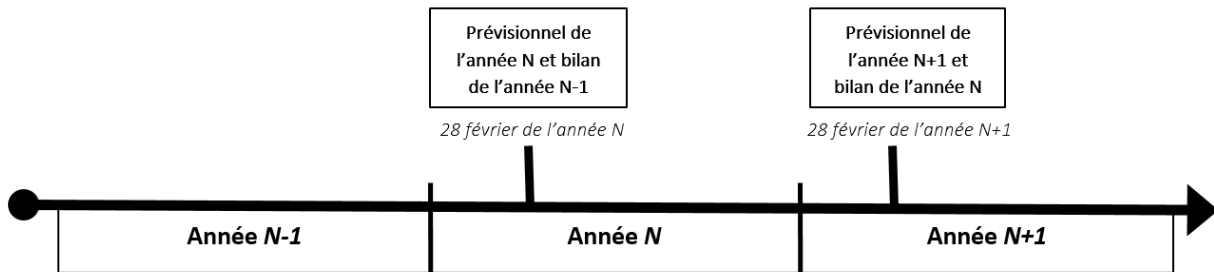 Prévisionnel de
l’année N et bilan
de l’année N-1
Prévisionnel de
l’année N+1 et
bilan de l’année N
28 février de l’année N
28 février de l’année N+1
Année N-1
Année N
Année N+1